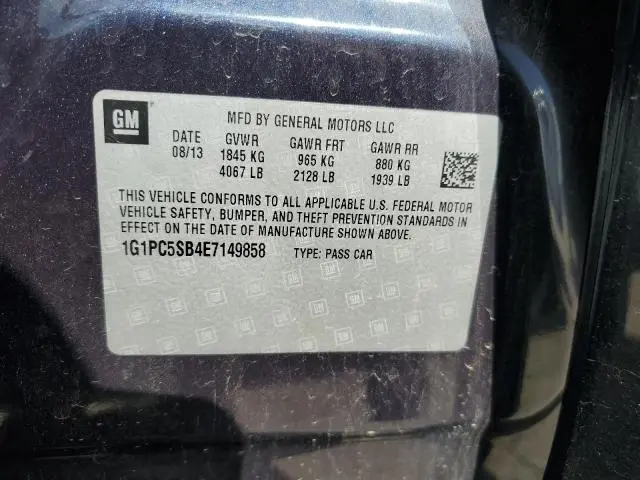 GM
MFD BY GENERAL MOTORS LLC
DATE GVWR GAWR FRT GAWR RR
08/13 1845 KG 965 KG 880 KG
4067 LB 2128 LB 1939 LB
THIS VEHICLE CONFORMS TO ALL APPLICABLE U.S. FEDERAL MOTOR
VEHICLE SAFETY, BUMPER, AND THEFT PREVENTION STANDARDS IN
EFFECT ON THE DATE OF MANUFACTURE SHOWN ABOVE.
1G1PC5SB4E7149858 TYPE: PASS CAR